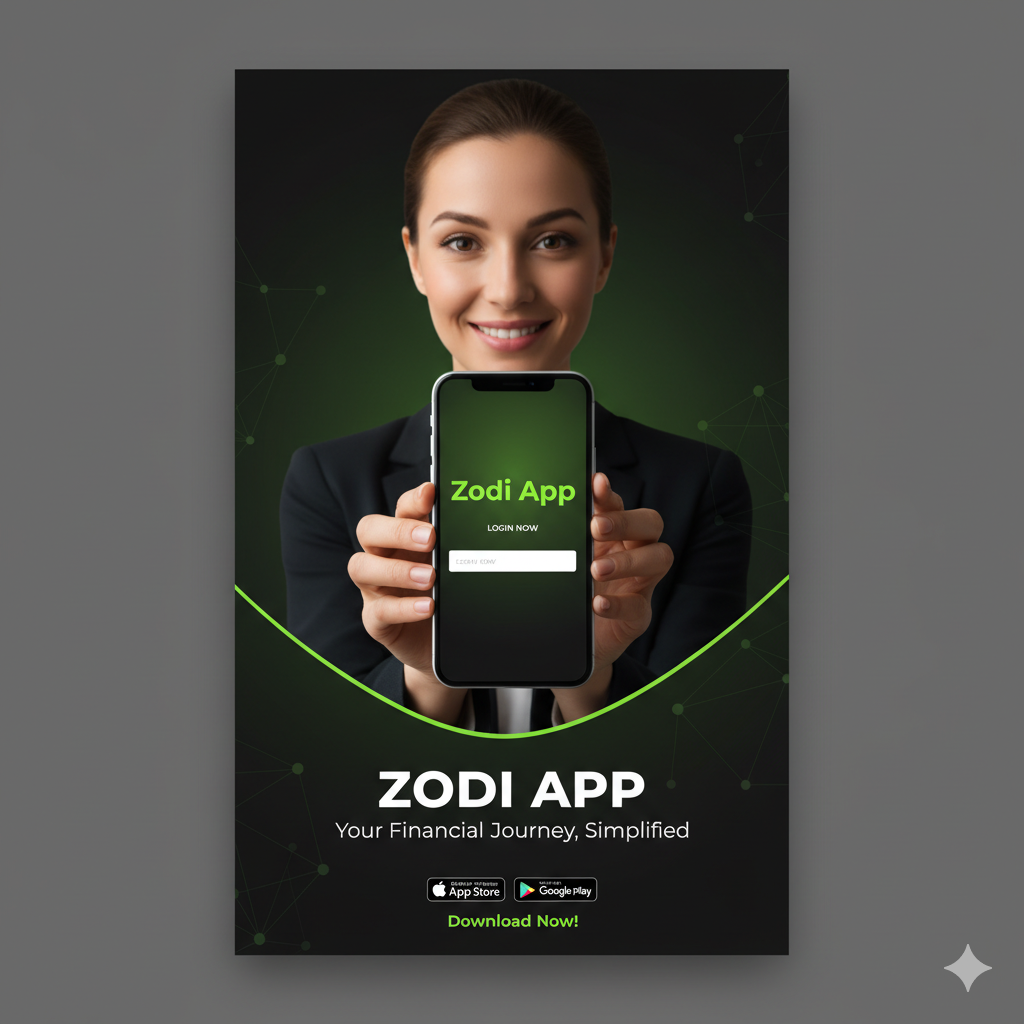 Zodi App
LOGIN NOW
ZODI APP
Your Financial Journey, Simplified
App Store
Google Play
Download Now!